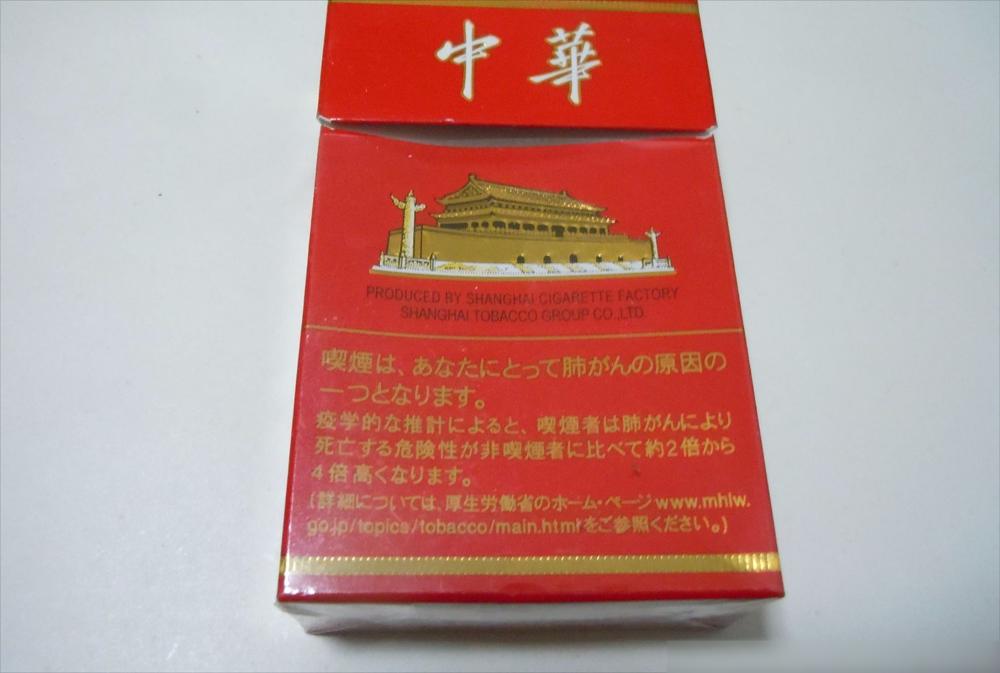 中華
PRODUCED BY SHANGHAI CIGARETTE FACTORY
SHANGHAI TOBACCO GROUP CO.,LTD.
喫煙は、あなたにとって肺がんの原因の
一つとなります。
疫学的な推計によると、喫煙者は肺がんにより
死亡する危険性が非喫煙者に比べて約2倍から
4倍高くなります。
(詳細については、厚生労働省のホーム・ページ www.mhlw.
go.jp/topics/tobacco/main.htmlをご参照ください。)